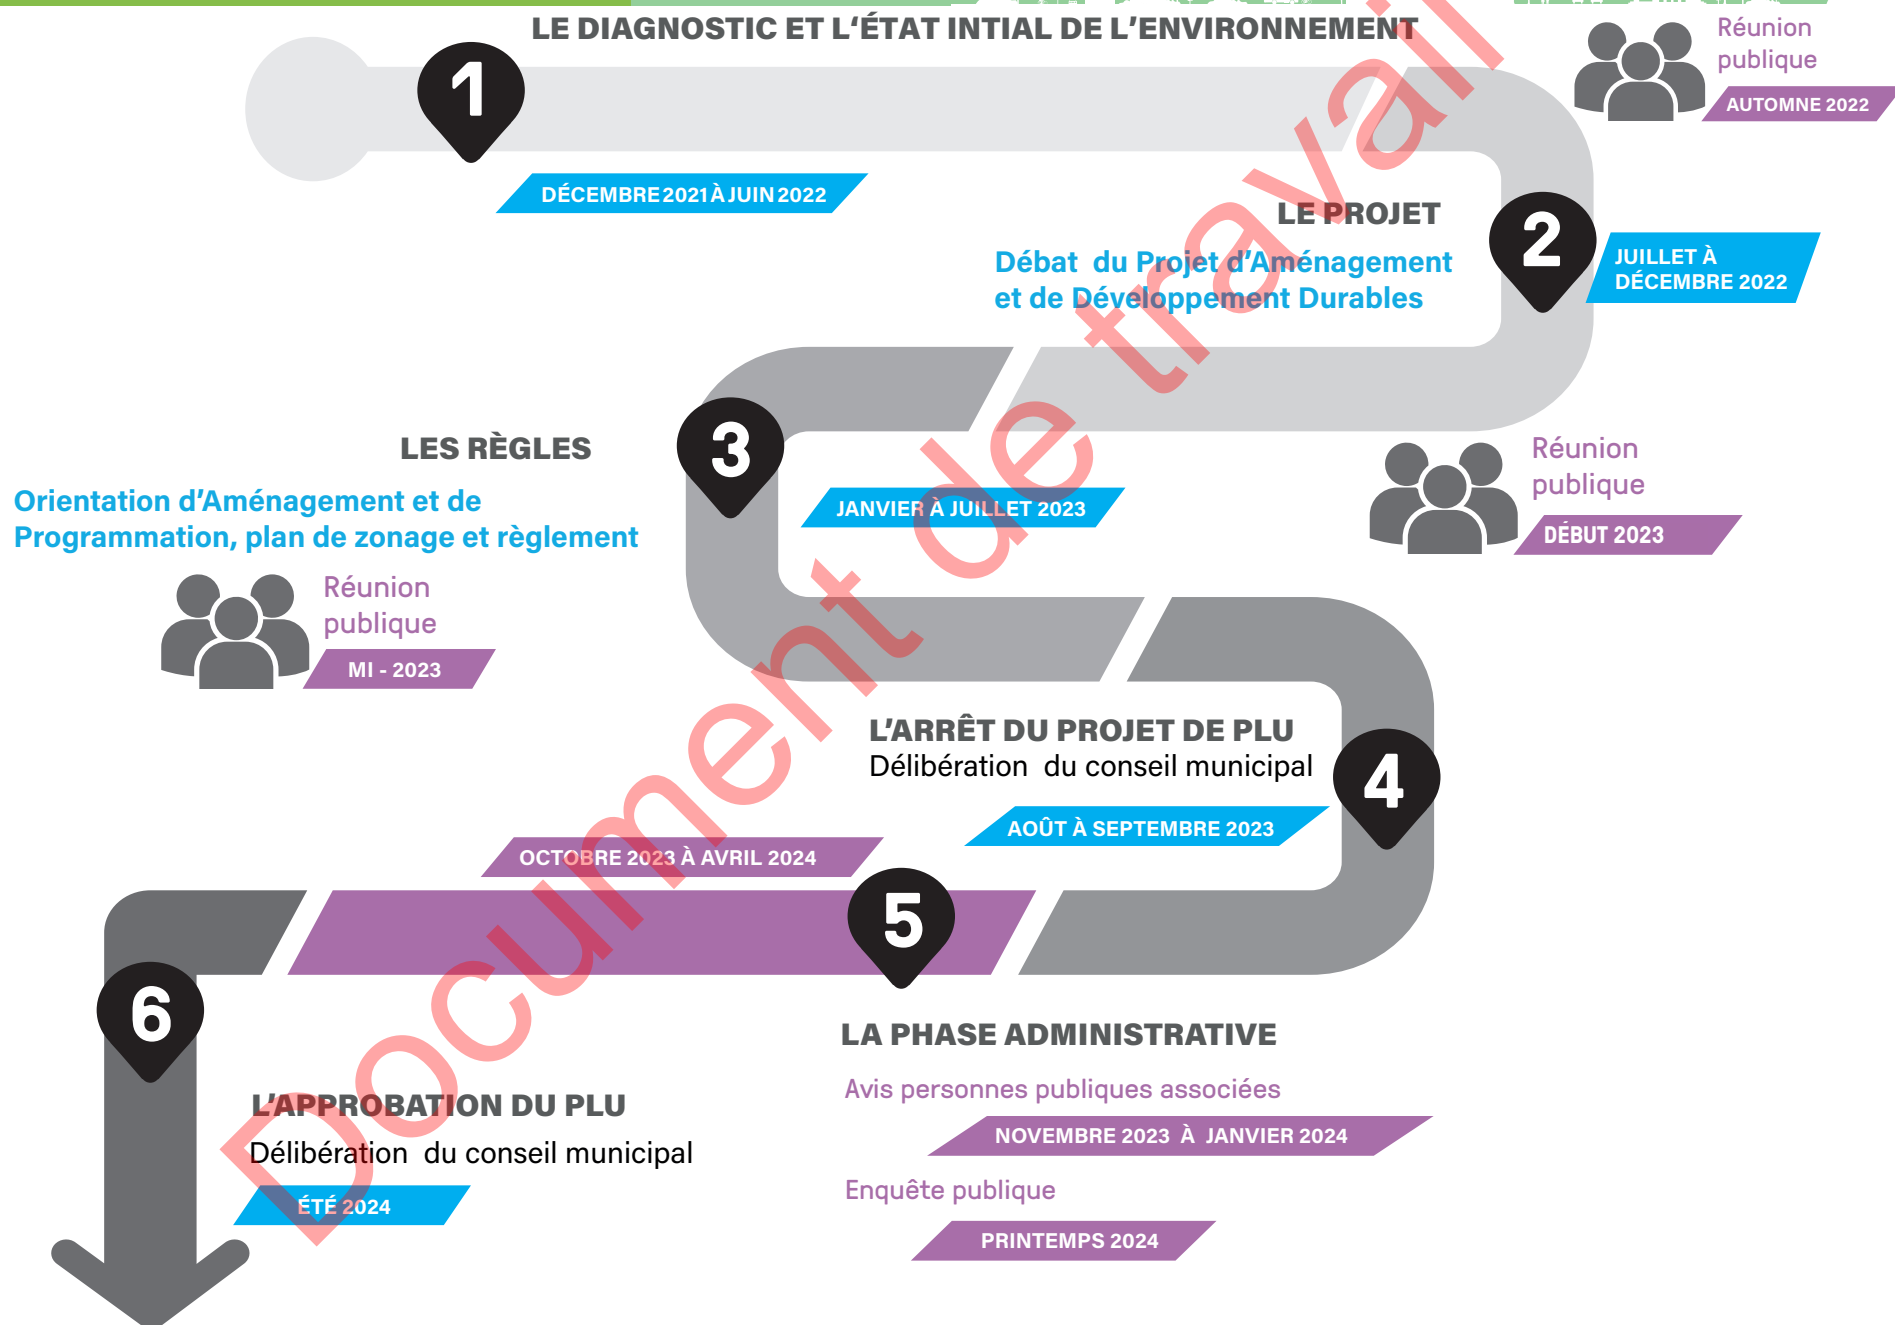 LE DIAGNOSTIC ET L'ÉTAT INTIAL DE L'ENVIRONNEMENT
Réunion
publique
AUTOMNE 2022
1
DÉCEMBRE 2021 À JUIN 2022
LE PROJET
Débat du Projet d'Aménagement
et de Développement Durables
2
JUILLET À
DÉCEMBRE 2022
Réunion
publique
DÉBUT 2023
3
LES RÈGLES
Orientation d'Aménagement et de
Programmation, plan de zonage et règlement
JANVIER À JUILLET 2023
Réunion
publique
MI - 2023
L'ARRÊT DU PROJET DE PLU
Délibération du conseil municipal
4
AOÛT À SEPTEMBRE 2023
OCTOBRE 2023 À AVRIL 2024
5
LA PHASE ADMINISTRATIVE
Avis personnes publiques associées
NOVEMBRE 2023 À JANVIER 2024
Enquête publique
PRINTEMPS 2024
6
L'APPROBATION DU PLU
Délibération du conseil municipal
ÉTÉ 2024
Document de travail